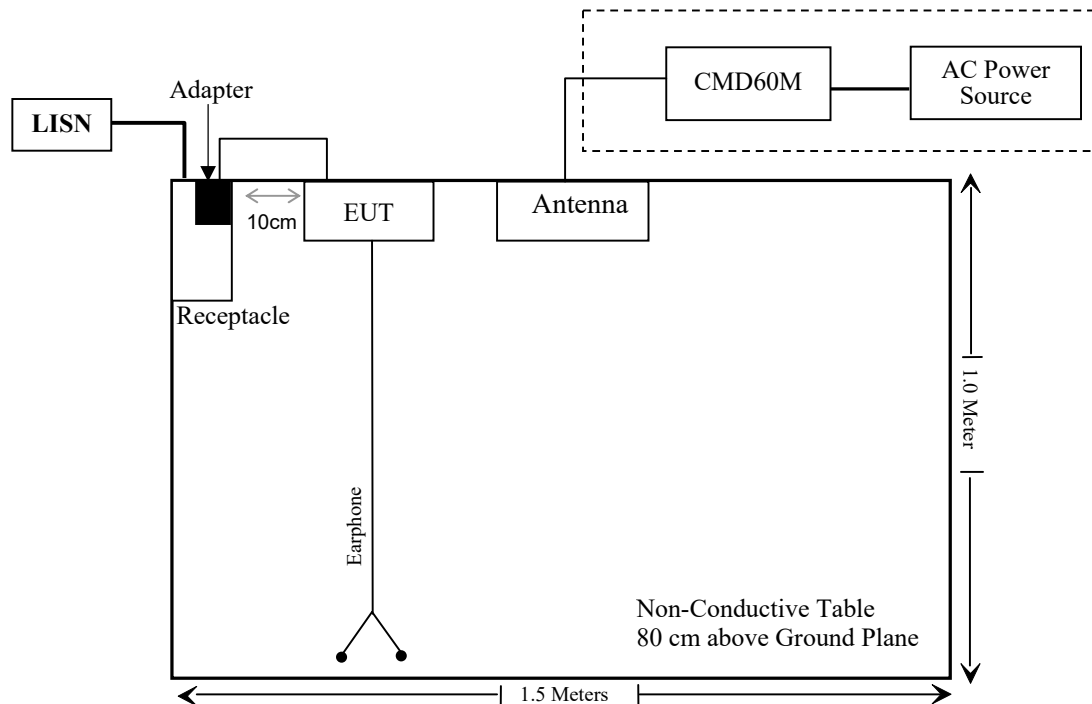 CMD60M
AC Power
Source
Adapter
LISN
10cm
EUT
Antenna
Receptacle
1.0 Meter
Earphone
Non-Conductive Table
80 cm above Ground Plane
1.5 Meters